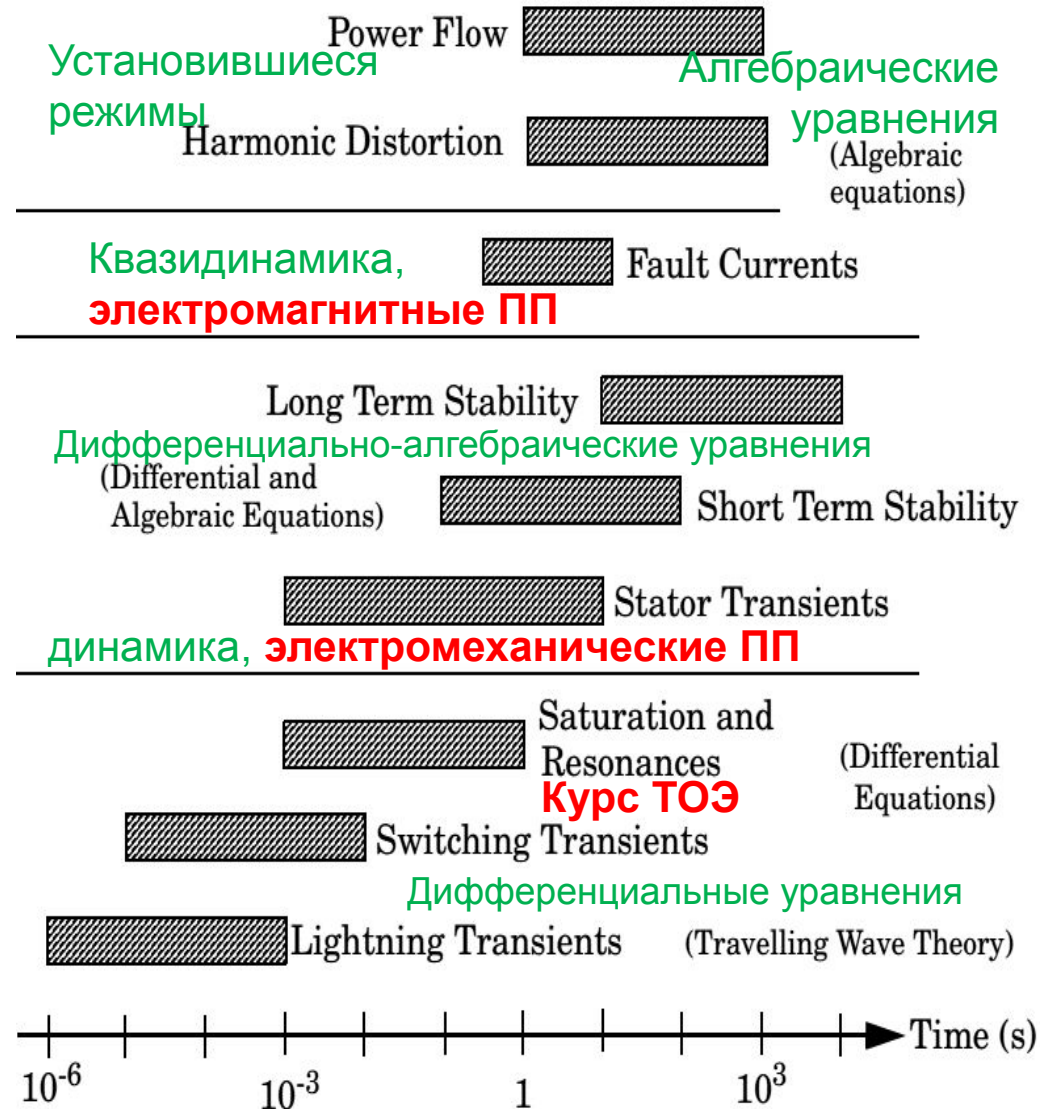 Power Flow
Установившиеся
режимы
Алгебраические
уравнения
Harmonic Distortion
(Algebraic
equations)
Квазидинамика,
электромагнитные ПП
Fault Currents
Long Term Stability
Дифференциально-алгебраические уравнения
(Differential and
Algebraic Equations)
Short Term Stability
Stator Transients
динамика, электромеханические ПП
Saturation and
Resonances
(Differential
Equations)
Курс ТОЭ
Switching Transients
Дифференциальные уравнения
Lightning Transients (Travelling Wave Theory)
Time (s)
10⁻⁶ 10⁻³ 1 10³